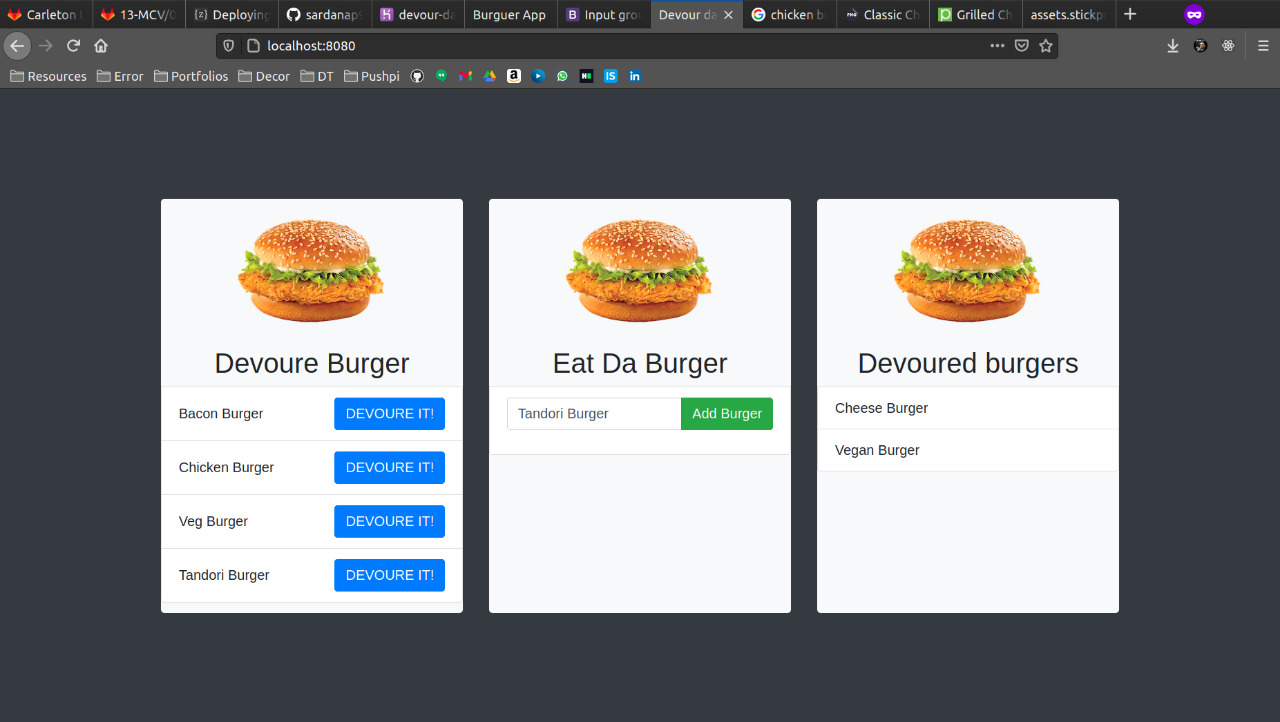 Carleton
13-MCV/0
Deploying
sardanap
devour-da
Burguer App
Input grou
Devour da
chicken bu
Classic Ch
Grilled Ch
assets.stickp
localhost:8080
Resources
Error
Portfolios
Decor
DT
Pushpi
IS
in
Devoure Burger
Bacon Burger
DEVOURE IT!
Chicken Burger
DEVOURE IT!
Veg Burger
DEVOURE IT!
Tandori Burger
DEVOURE IT!
Eat Da Burger
Tandori Burger
Add Burger
Devoured burgers
Cheese Burger
Vegan Burger